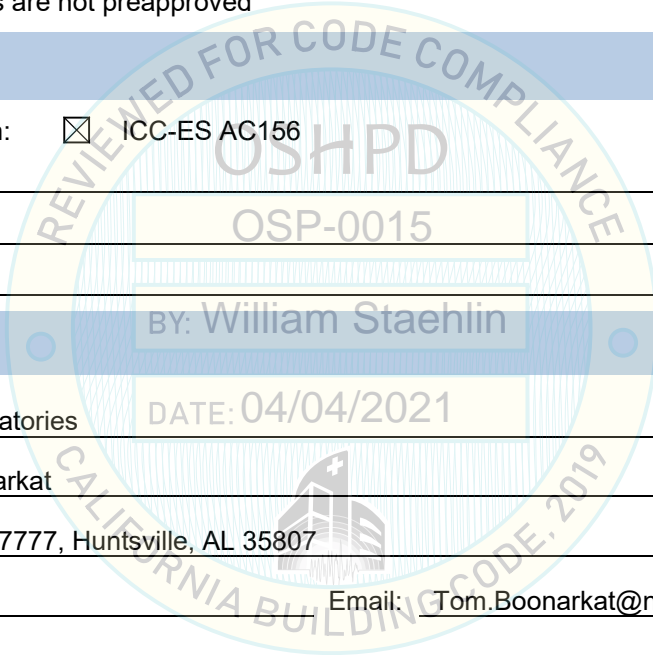 s are not preapproved
REVIEWED FOR CODE COMPLIANCE
: ☒ ICC-ES AC156
OSHPD
OSP-0015
BY: William Staehlin
DATE: 04/04/2021
atories
arkat
7777, Huntsville, AL 35807
Email: Tom.Boonarkat@n
CALIFORNIA BUILDING CODE, 2019